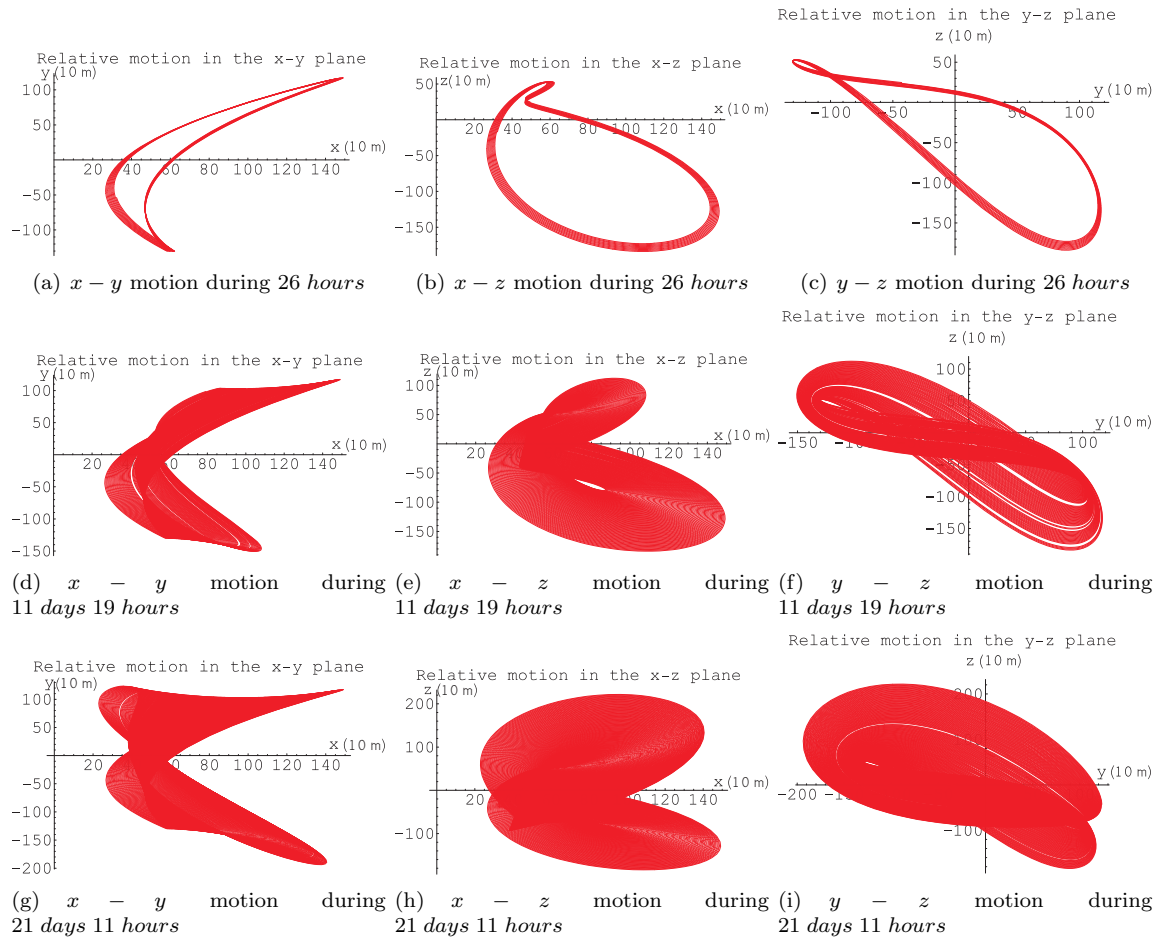 Relative motion in the x-y plane
y (10 m)
100
50
x (10 m)
20 40 60 80 100 120 140
-50
-100
(a) x − y motion during 26 hours
Relative motion in the x-z plane
z(10 m)
50
x (10 m)
20 40 60 80 100 120 140
-50
-100
-150
(b) x − z motion during 26 hours
Relative motion in the y-z plane
z (10 m)
50
y (10 m)
-100 -50 50 100
-50
-100
-150
(c) y − z motion during 26 hours
Relative motion in the x-y plane
y (10 m)
100
50
x (10 m)
20 60 80 100 120 140
-50
-100
-150
(d) x − y motion during
11 days 19 hours
Relative motion in the x-z plane
z (10 m)
100
50
x (10 m)
20 80 100 120 140
-50
-100
-150
(e) x − z motion during
11 days 19 hours
Relative motion in the y-z plane
z (10 m)
100
50
y (10 m)
-150 100
-100
-150
(f) y − z motion during
11 days 19 hours
Relative motion in the x-y plane
y (10 m)
100
50
x (10 m)
20 60 80 100 120 140
-50
-100
-150
-200
(g) x − y motion during
21 days 11 hours
Relative motion in the x-z plane
z (10 m)
200
100
x (10 m)
20 100 120 140
-100
(h) x − z motion during
21 days 11 hours
Relative motion in the y-z plane
z (10 m)
y (10 m)
-200 100
-100
(i) y − z motion during
21 days 11 hours